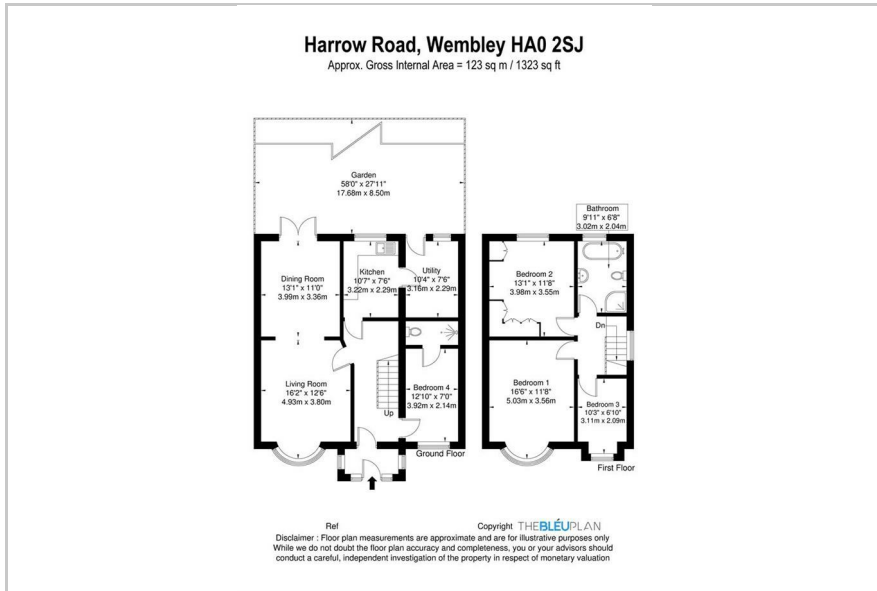 Harrow Road, Wembley HA0 2SJ
Approx. Gross Internal Area = 123 sq m / 1323 sq ft
Garden
58'0" x 27'11"
17.68m x 8.50m
Dining Room
13'1" x 11'0"
3.99m x 3.36m
Kitchen
10'7" x 7'6"
3.22m x 2.29m
Utility
10'4" x 7'6"
3.16m x 2.29m
Living Room
16'2" x 12'6"
4.93m x 3.80m
Up
Bedroom 4
12'10" x 7'0"
3.92m x 2.14m
Ground Floor
Bathroom
9'11" x 6'8"
3.02m x 2.04m
Bedroom 2
13'1" x 11'8"
3.98m x 3.55m
Dn
Bedroom 1
16'6" x 11'8"
5.03m x 3.56m
Bedroom 3
10'3" x 6'10"
3.11m x 2.09m
First Floor
Ref
Copyright THEBLÉUPLAN
Disclaimer : Floor plan measurements are approximate and are for illustrative purposes only
While we do not doubt the floor plan accuracy and completeness, you or your advisors should
conduct a careful, independent investigation of the property in respect of monetary valuation